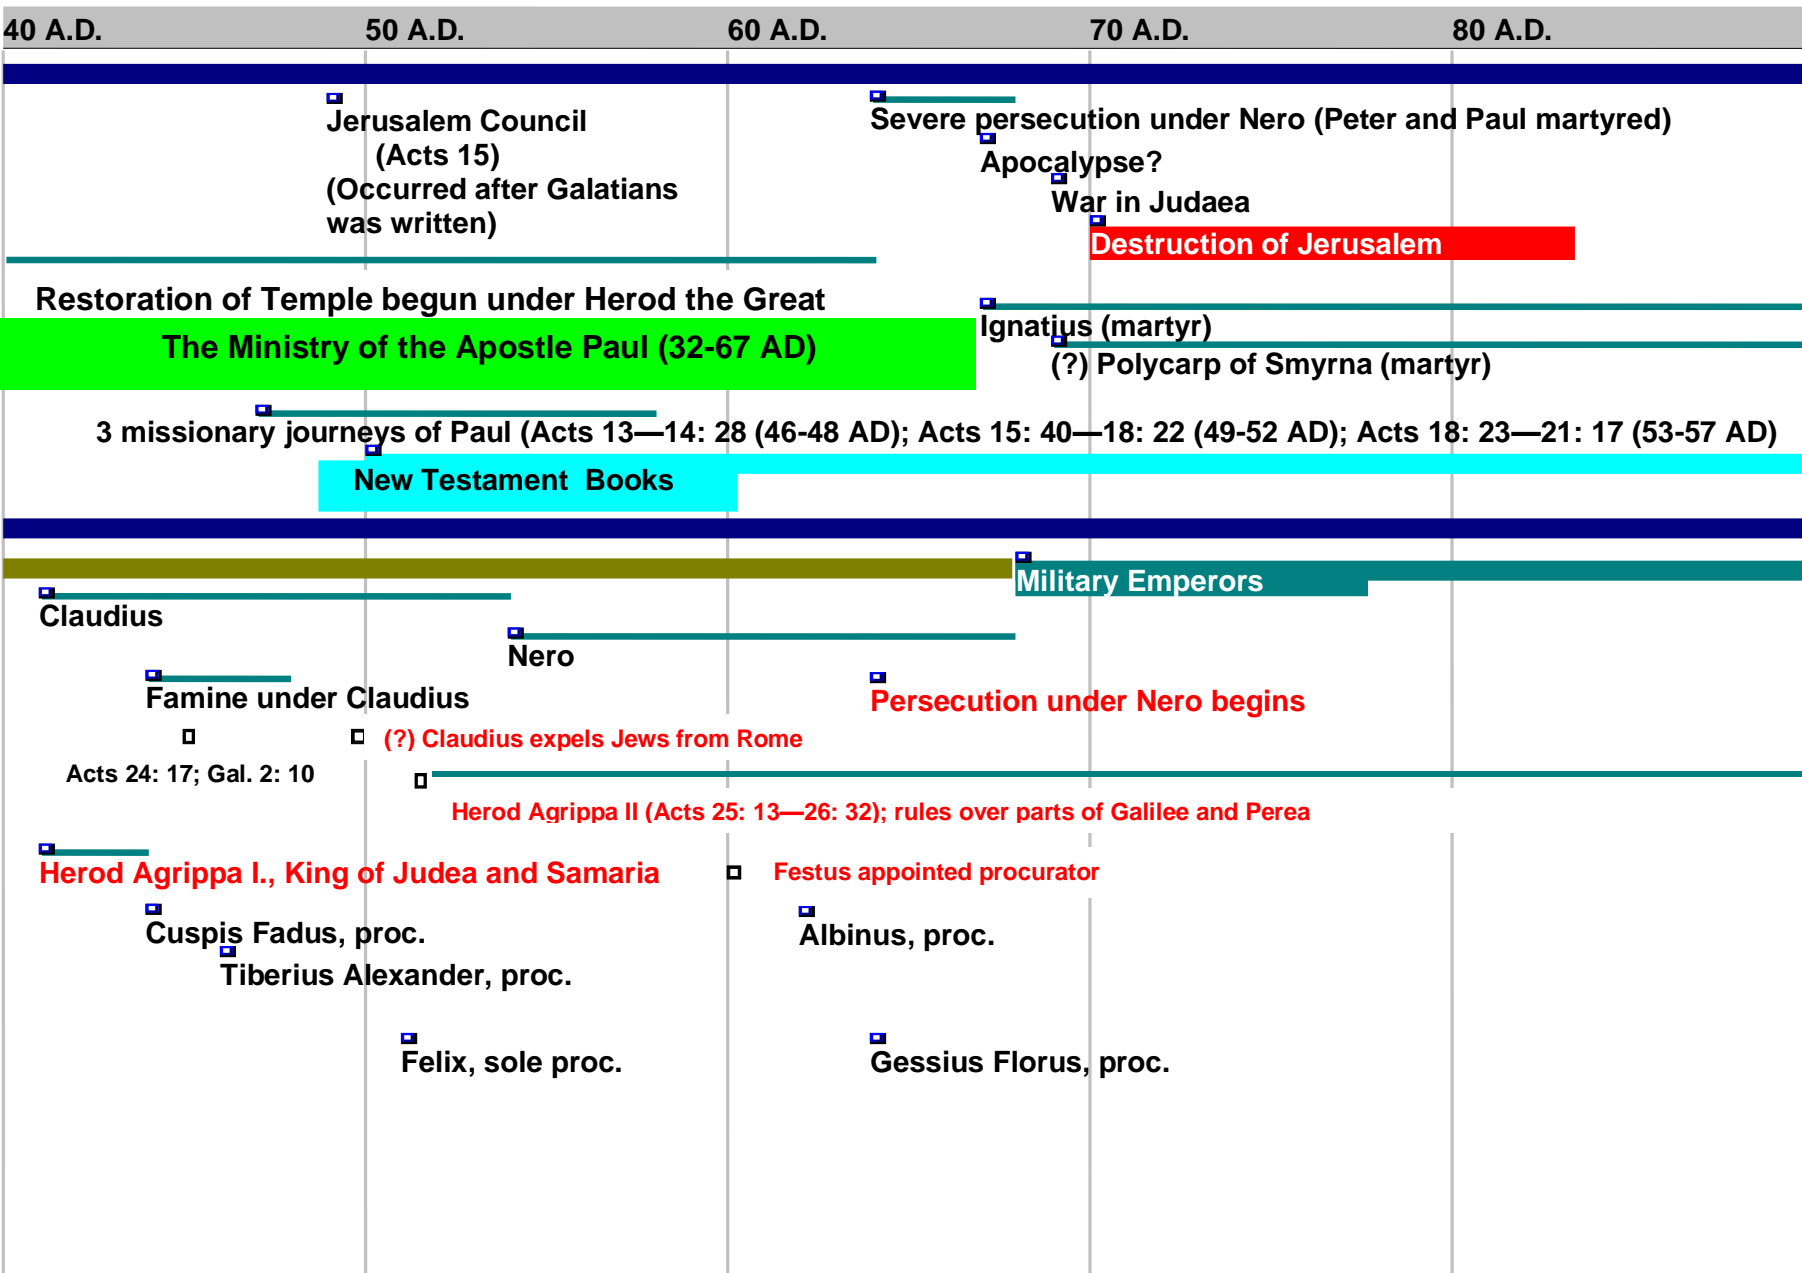 40 A.D. 50 A.D. 60 A.D. 70 A.D. 80 A.D.
Jerusalem Council
(Acts 15)
(Occurred after Galatians
was written)
Severe persecution under Nero (Peter and Paul martyred)
Apocalypse?
War in Judaea
Destruction of Jerusalem
Restoration of Temple begun under Herod the Great
The Ministry of the Apostle Paul (32-67 AD)
Ignatius (martyr)
(?) Polycarp of Smyrna (martyr)
3 missionary journeys of Paul (Acts 13—14: 28 (46-48 AD); Acts 15: 40—18: 22 (49-52 AD); Acts 18: 23—21: 17 (53-57 AD)
New Testament Books
Military Emperors
Claudius
Nero
Famine under Claudius
Persecution under Nero begins
(?) Claudius expels Jews from Rome
Acts 24: 17; Gal. 2: 10
Herod Agrippa II (Acts 25: 13—26: 32); rules over parts of Galilee and Perea
Herod Agrippa I., King of Judea and Samaria
Festus appointed procurator
Cuspis Fadus, proc.
Albinus, proc.
Tiberius Alexander, proc.
Felix, sole proc.
Gessius Florus, proc.